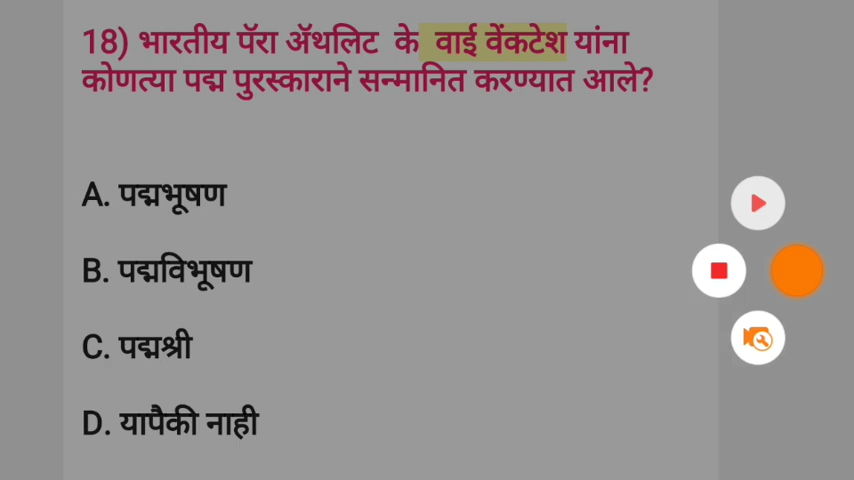 18) भारतीय पॅरा ॲथलिट के वाई वेंकटेश यांना
कोणत्या पद्म पुरस्काराने सन्मानित करण्यात आले?
A. पद्मभूषण
B. पद्मविभूषण
C. पद्मश्री
D. यापैकी नाही